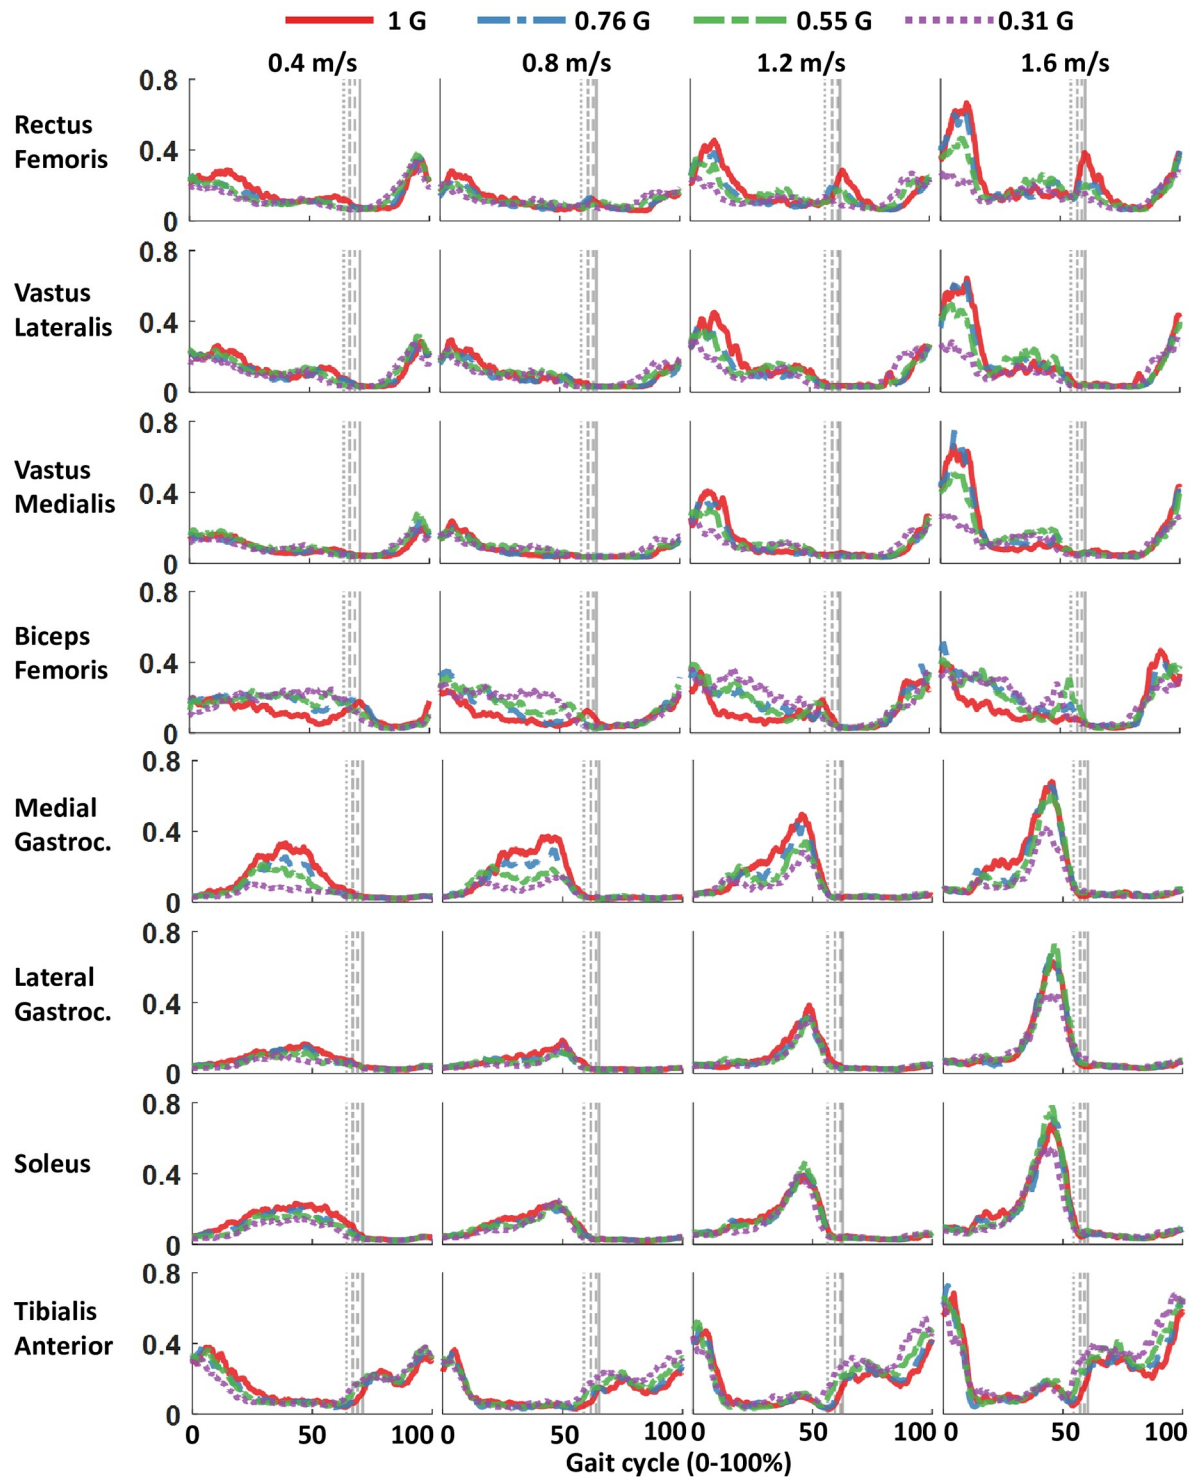 1 G 0.76 G 0.55 G 0.31 G
0.4 m/s 0.8 m/s 1.2 m/s 1.6 m/s
0.8
Rectus
Femoris
0.4
0
0.8
Vastus
Lateralis
0.4
0
0.8
Vastus
Medialis
0.4
0
0.8
Biceps
Femoris
0.4
0
0.8
Medial
Gastroc.
0.4
0
0.8
Lateral
Gastroc.
0.4
0
0.8
Soleus
0.4
0
0.8
Tibialis
Anterior
0.4
0
0 50 100 0 50 100 0 50 100 0 50 100
Gait cycle (0-100%)